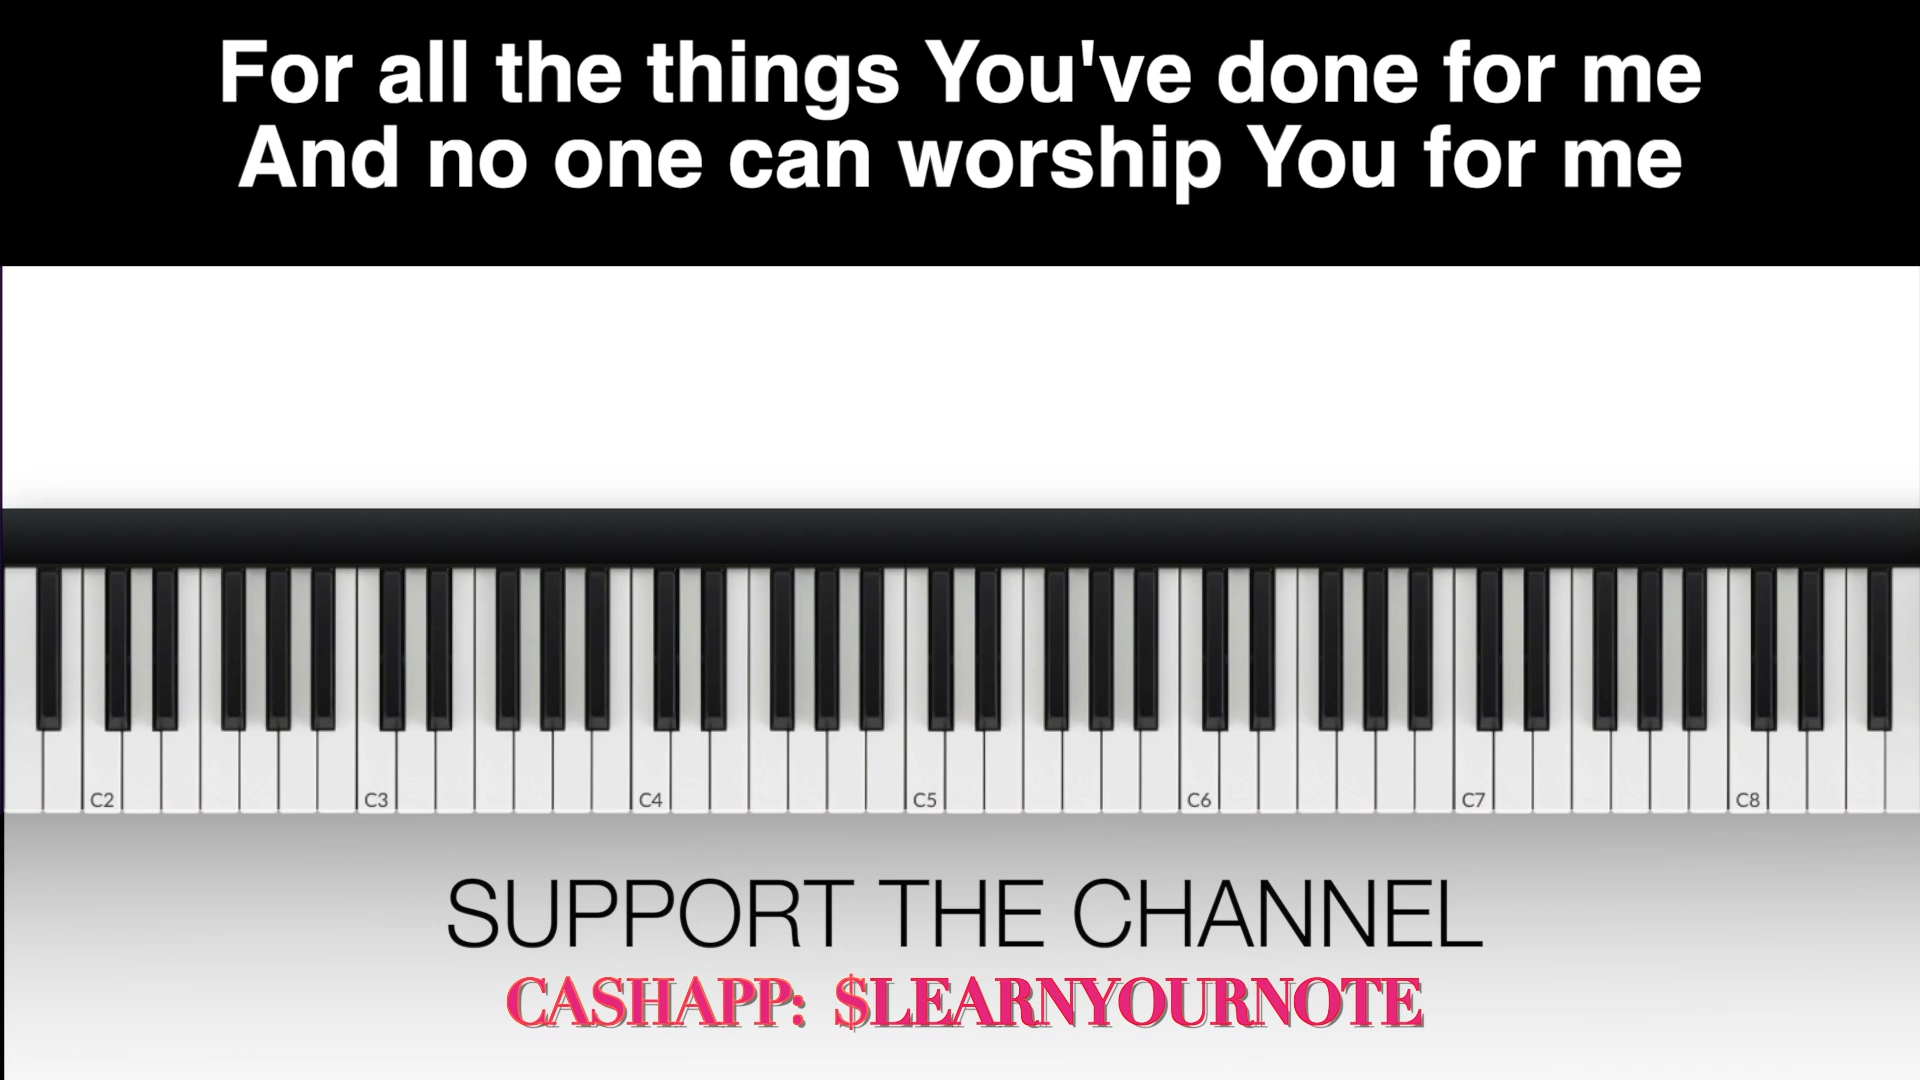 For all the things You've done for me
And no one can worship You for me
C2 C3 C4 C5 C6 C7 C8
SUPPORT THE CHANNEL
CASHAPP: $LEARNYOURNOTE